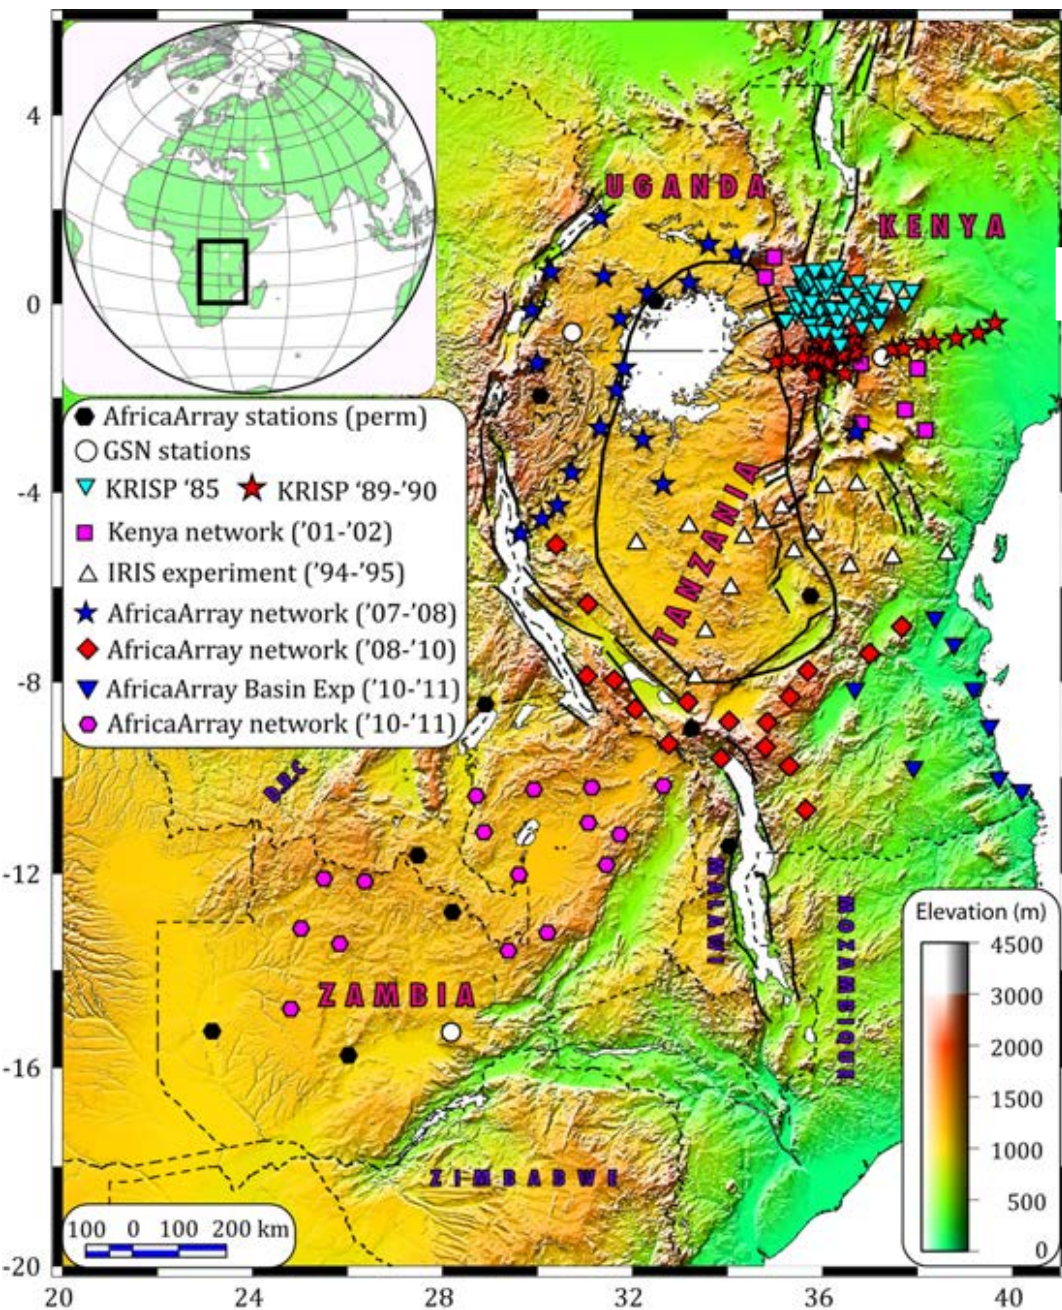 4
0
-4
-8
-12
-16
-20
20
24
28
32
36
40
UGANDA
KENYA
TANZANIA
D.R.C
ZAMBIA
MALAWI
MOZAMBIQUE
ZIMBABWE
AfricaArray stations (perm)
GSN stations
KRISP '85 KRISP '89-'90
Kenya network ('01-'02)
IRIS experiment ('94-'95)
AfricaArray network ('07-'08)
AfricaArray network ('08-'10)
AfricaArray Basin Exp ('10-'11)
AfricaArray network ('10-'11)
Elevation (m)
4500
3000
2000
1000
500
0
100 0 100 200 km